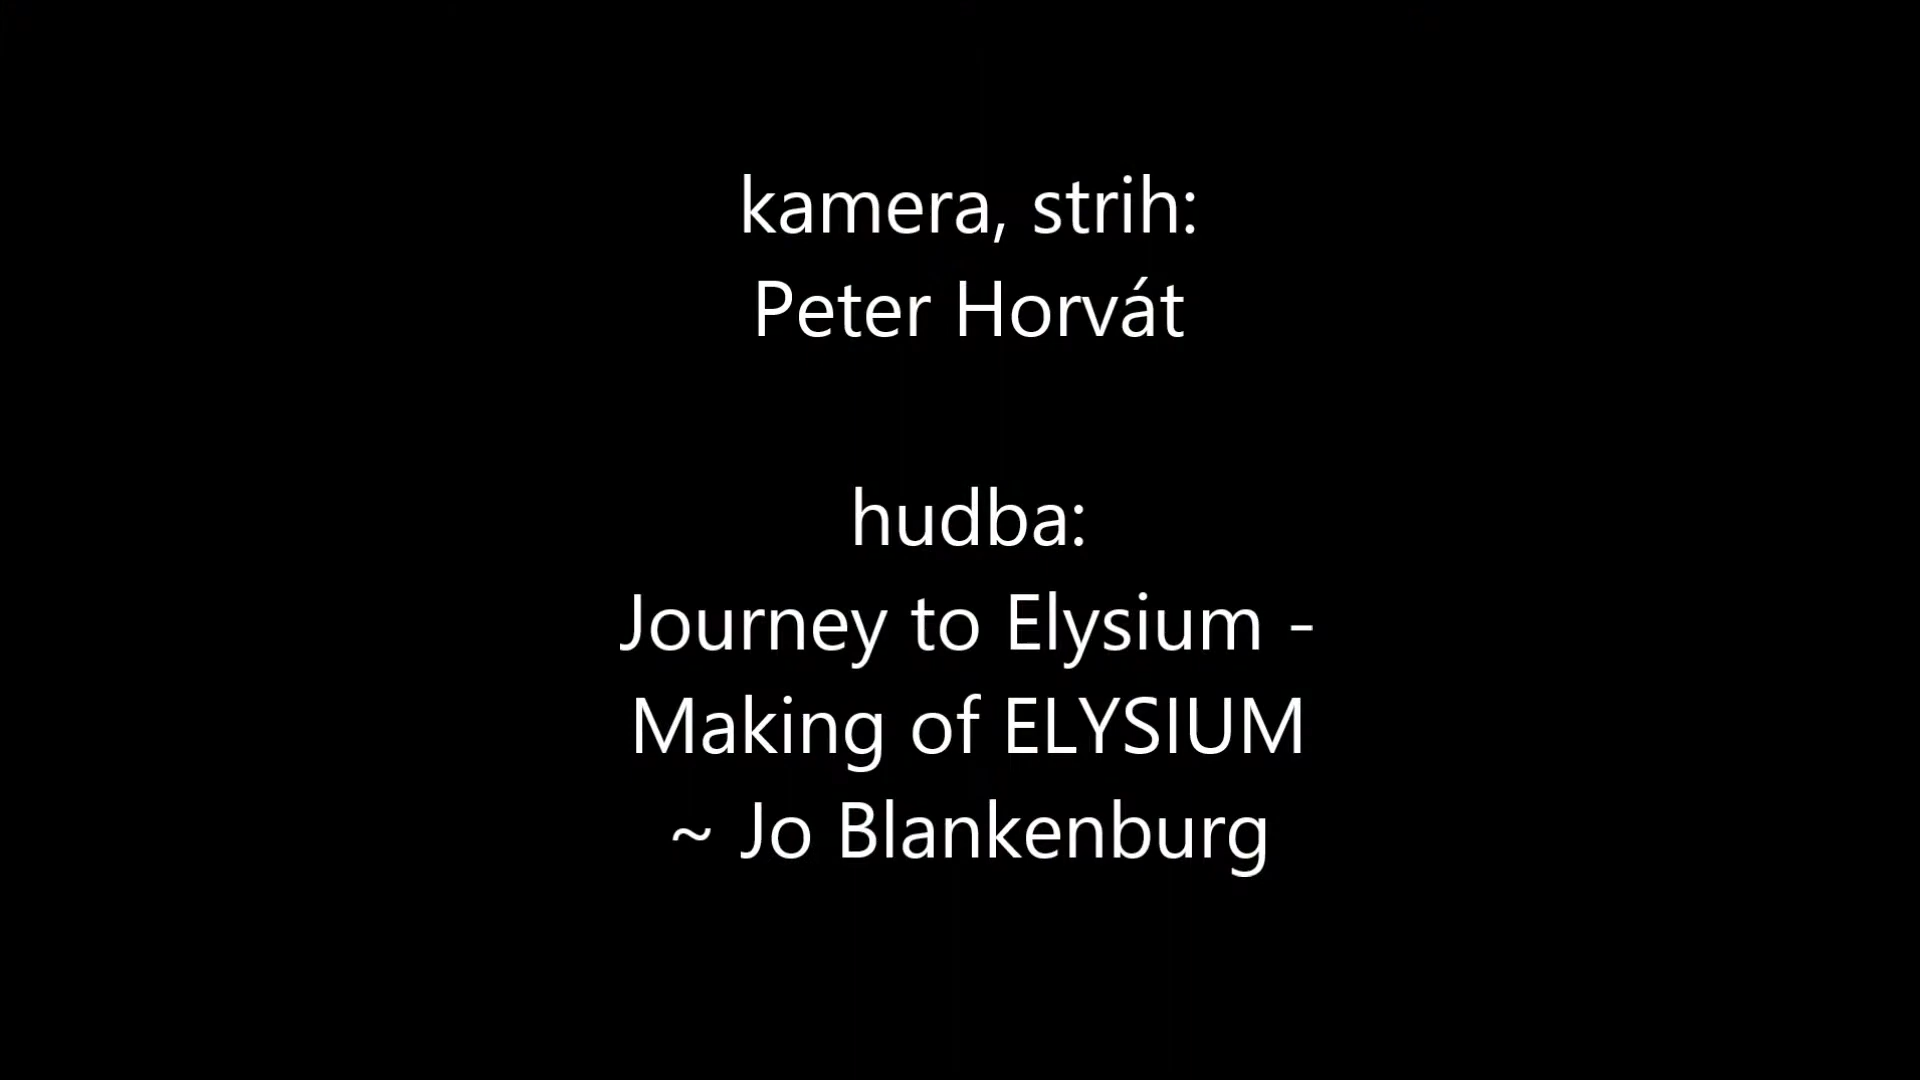 kamera, strih:
Peter Horvát
hudba:
Journey to Elysium -
Making of ELYSIUM
~ Jo Blankenburg